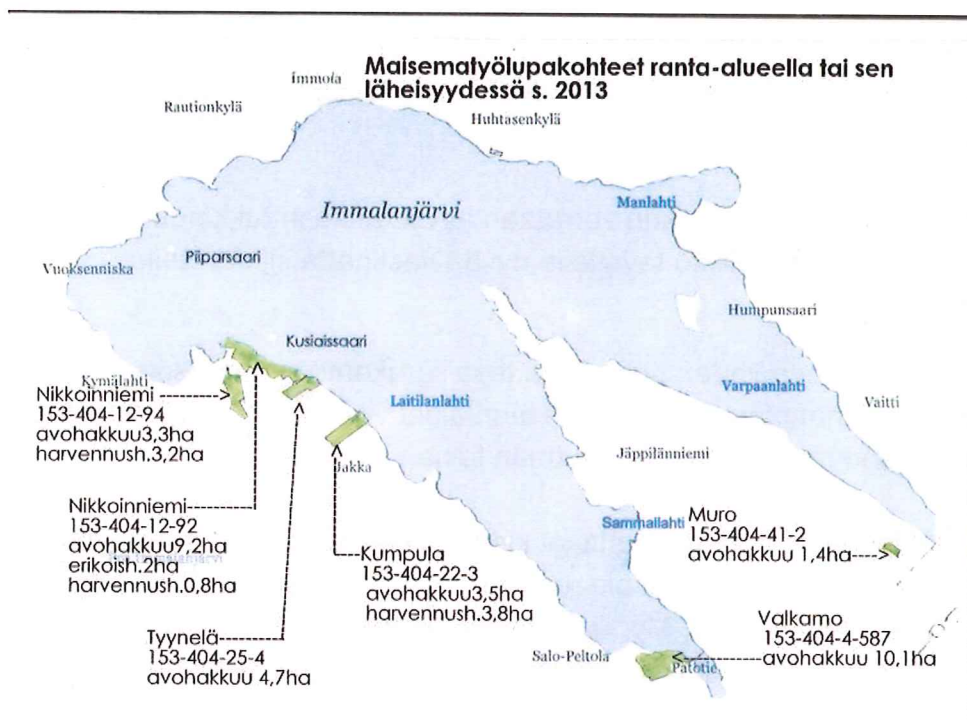 Maisematyölupakohteet ranta-alueella tai sen
läheisyydessä s. 2013
Immola
Rautionkylä
Huhtasenkylä
Immalanjärvi
Manlahti
Piiparsaari
Vuoksenniska
Humpunsaari
Kusiaissaari
Kymälahti
Varpaanlahti
Laitilanlahti
Vaitti
Nikkoinniemi
153-404-12-94
avohakkuu3,3ha
harvennush.3,2ha
Jakka
Jäppilänniemi
Nikkoinniemi
153-404-12-92
avohakkuu9,2ha
erikoish.2ha
harvennush.0,8ha
Sammallahti
Muro
153-404-41-2
avohakkuu 1,4ha
Kumpula
153-404-22-3
avohakkuu3,5ha
harvennush.3,8ha
Tyynelä
153-404-25-4
avohakkuu 4,7ha
Valkamo
153-404-4-587
avohakkuu 10,1ha
Salo-Peltola
Patotie